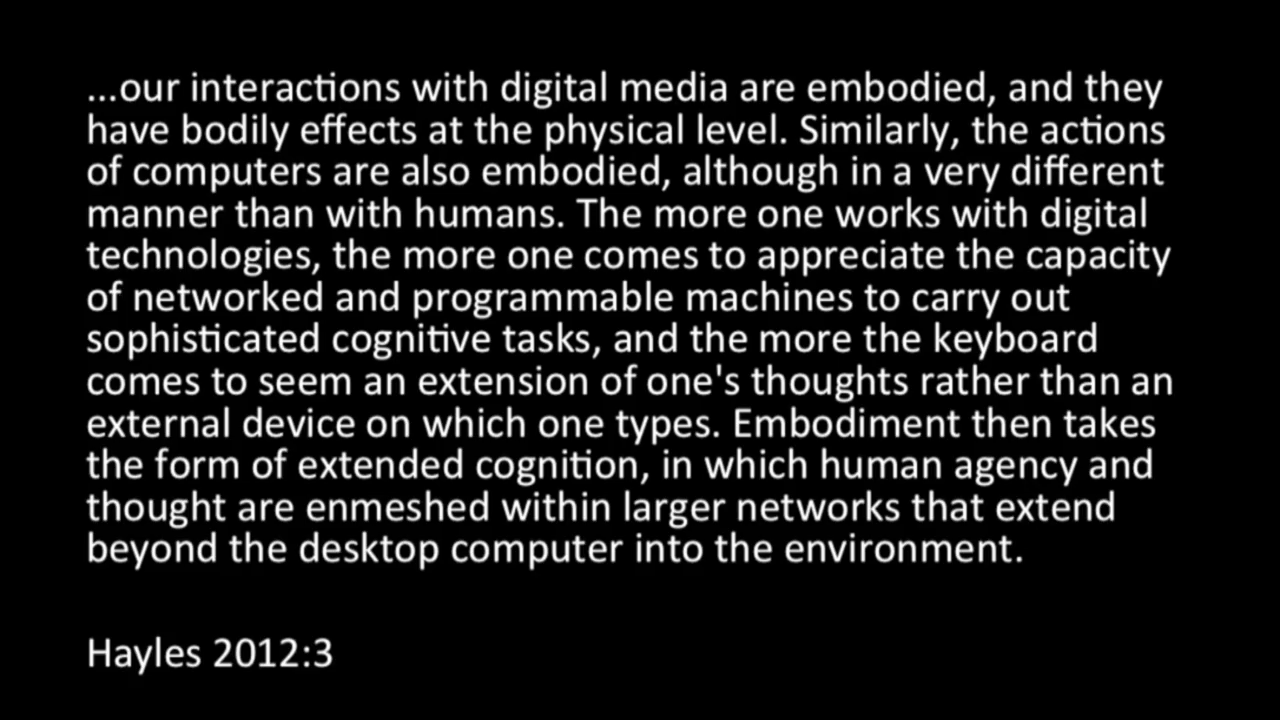 ...our interactions with digital media are embodied, and they
have bodily effects at the physical level. Similarly, the actions
of computers are also embodied, although in a very different
manner than with humans. The more one works with digital
technologies, the more one comes to appreciate the capacity
of networked and programmable machines to carry out
sophisticated cognitive tasks, and the more the keyboard
comes to seem an extension of one's thoughts rather than an
external device on which one types. Embodiment then takes
the form of extended cognition, in which human agency and
thought are enmeshed within larger networks that extend
beyond the desktop computer into the environment.
Hayles 2012:3